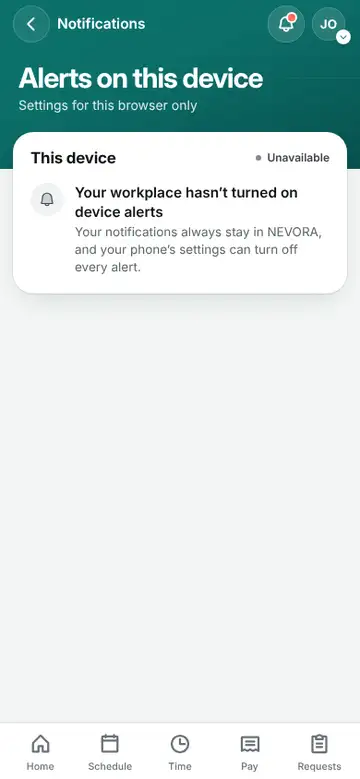 Notifications
JO
Alerts on this device
Settings for this browser only
This device
Unavailable
Your workplace hasn’t turned on
device alerts
Your notifications always stay in NEVORA,
and your phone’s settings can turn off
every alert.
Home
Schedule
Time
Pay
Requests